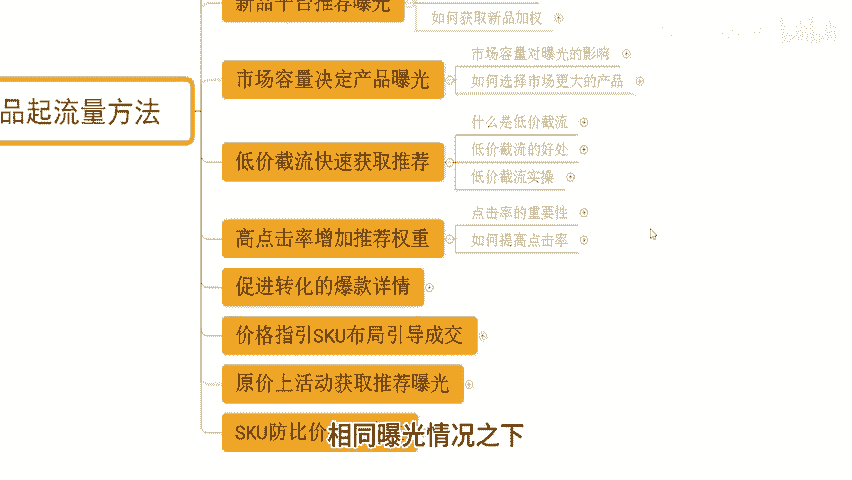 新品平台推荐曝光
如何获取新品加权
市场容量决定产品曝光
市场容量对曝光的影响
如何选择市场更大的产品
品起流量方法
低价截流快速获取推荐
什么是低价截流
低价截流的好处
低价截流实操
高点击率增加推荐权重
点击率的重要性
如何提高点击率
促进转化的爆款详情
价格指引SKU布局引导成交
原价上活动获取推荐曝光
SKU防比价
相同曝光情况之下